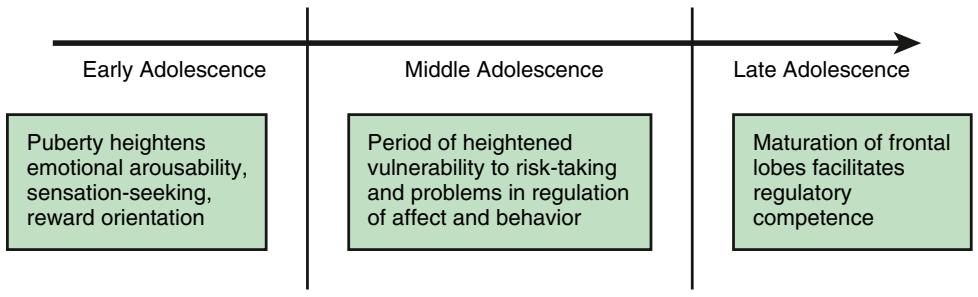 Early Adolescence
Middle Adolescence
Late Adolescence
Puberty heightens
emotional arousability,
sensation-seeking,
reward orientation
Period of heightened
vulnerability to risk-taking
and problems in regulation
of affect and behavior
Maturation of frontal
lobes facilitates
regulatory
competence